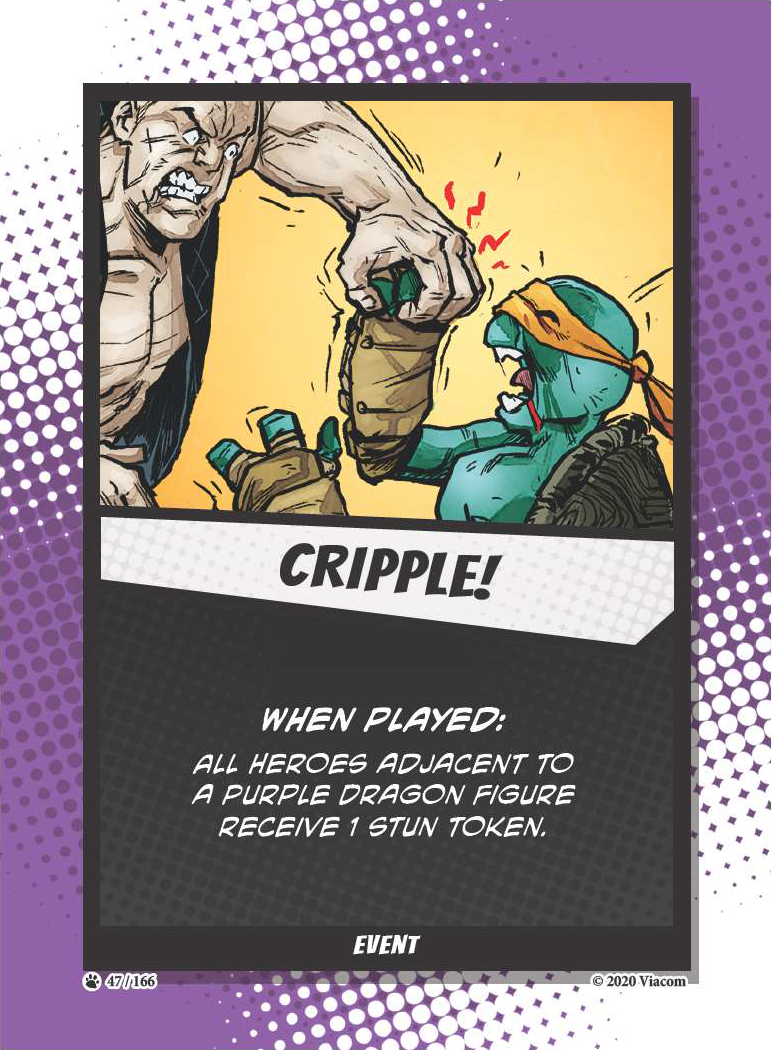 CRIPPLE!
WHEN PLAYED:
ALL HEROES ADJACENT TO
A PURPLE DRAGON FIGURE
RECEIVE 1 STUN TOKEN.
EVENT
47/166
© 2020 Viacom